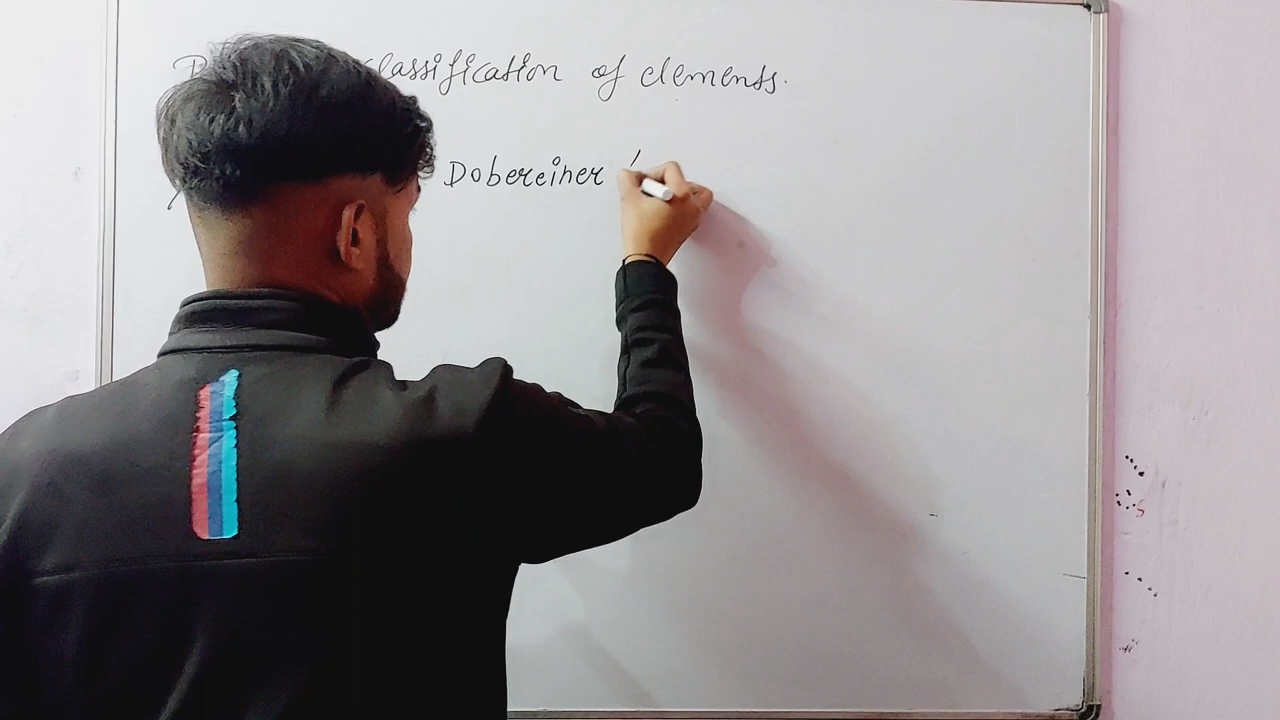 classification of elements.
Dobereiner '